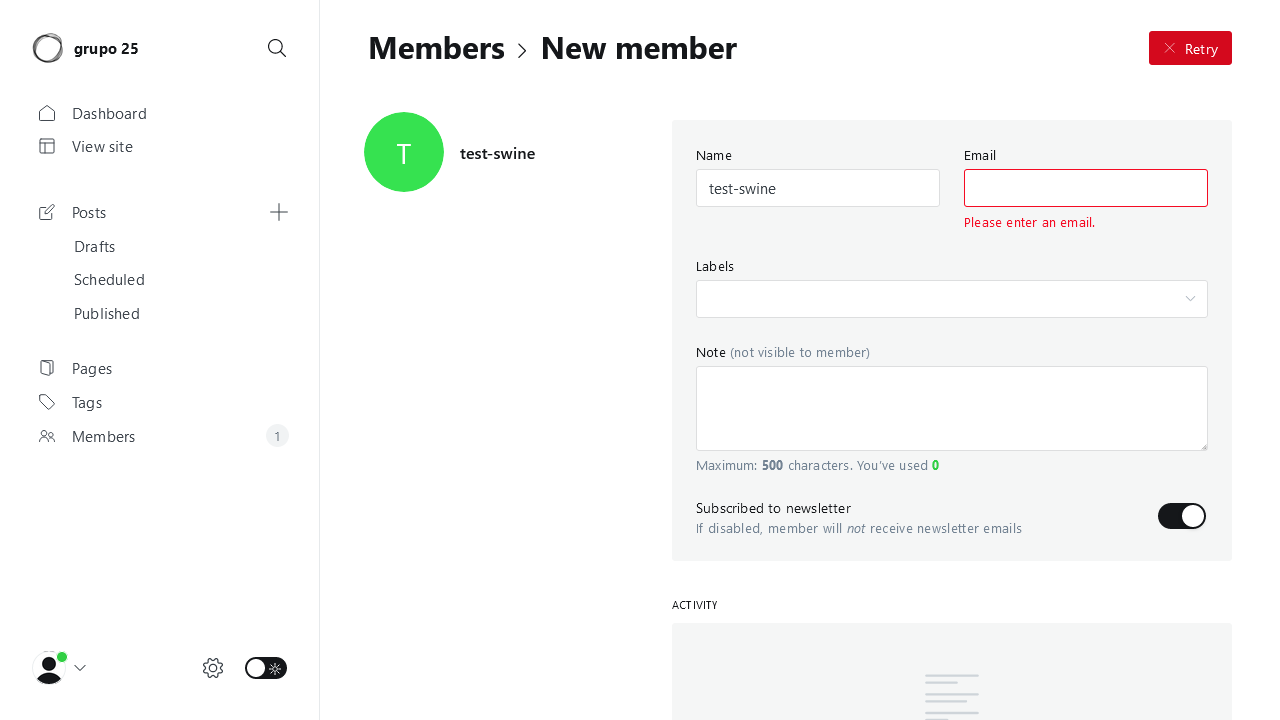 grupo 25
Members > New member
Retry
Dashboard
View site
Posts
Drafts
Scheduled
Published
Pages
Tags
Members 1
T
test-swine
Name
test-swine
Email
Please enter an email.
Labels
Note (not visible to member)
Maximum: 500 characters. You've used 0
Subscribed to newsletter
If disabled, member will not receive newsletter emails
ACTIVITY